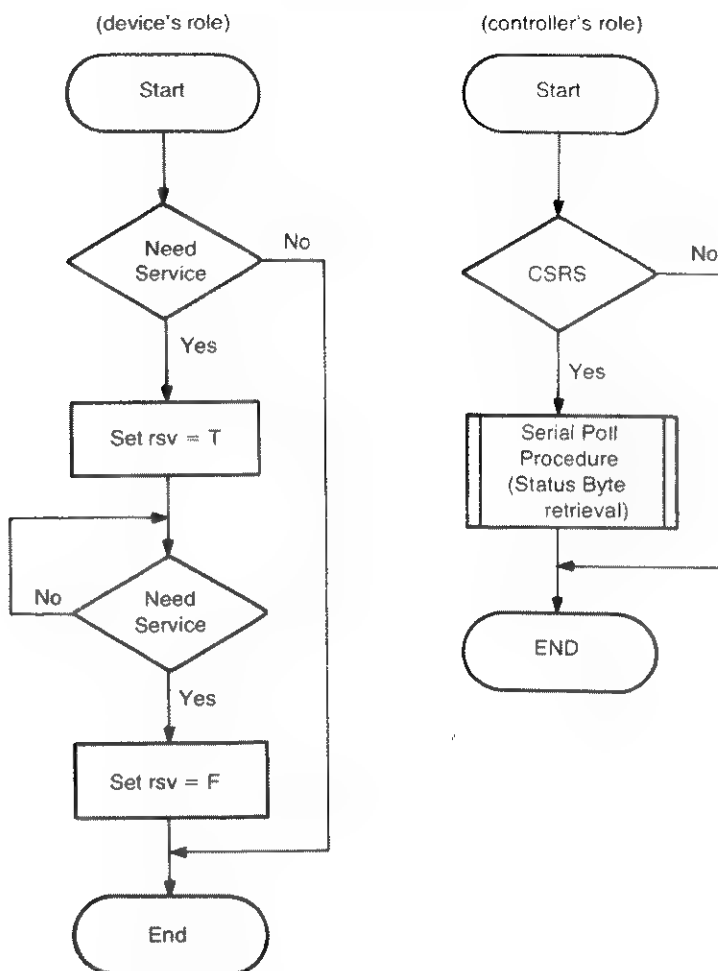 (device's role)
Start
Need
Service
No
Yes
Set rsv = T
No
Need
Service
Yes
Set rsv = F
End
(controller's role)
Start
CSRS
No
Yes
Serial Poll
Procedure
(Status Byte
retrieval)
END